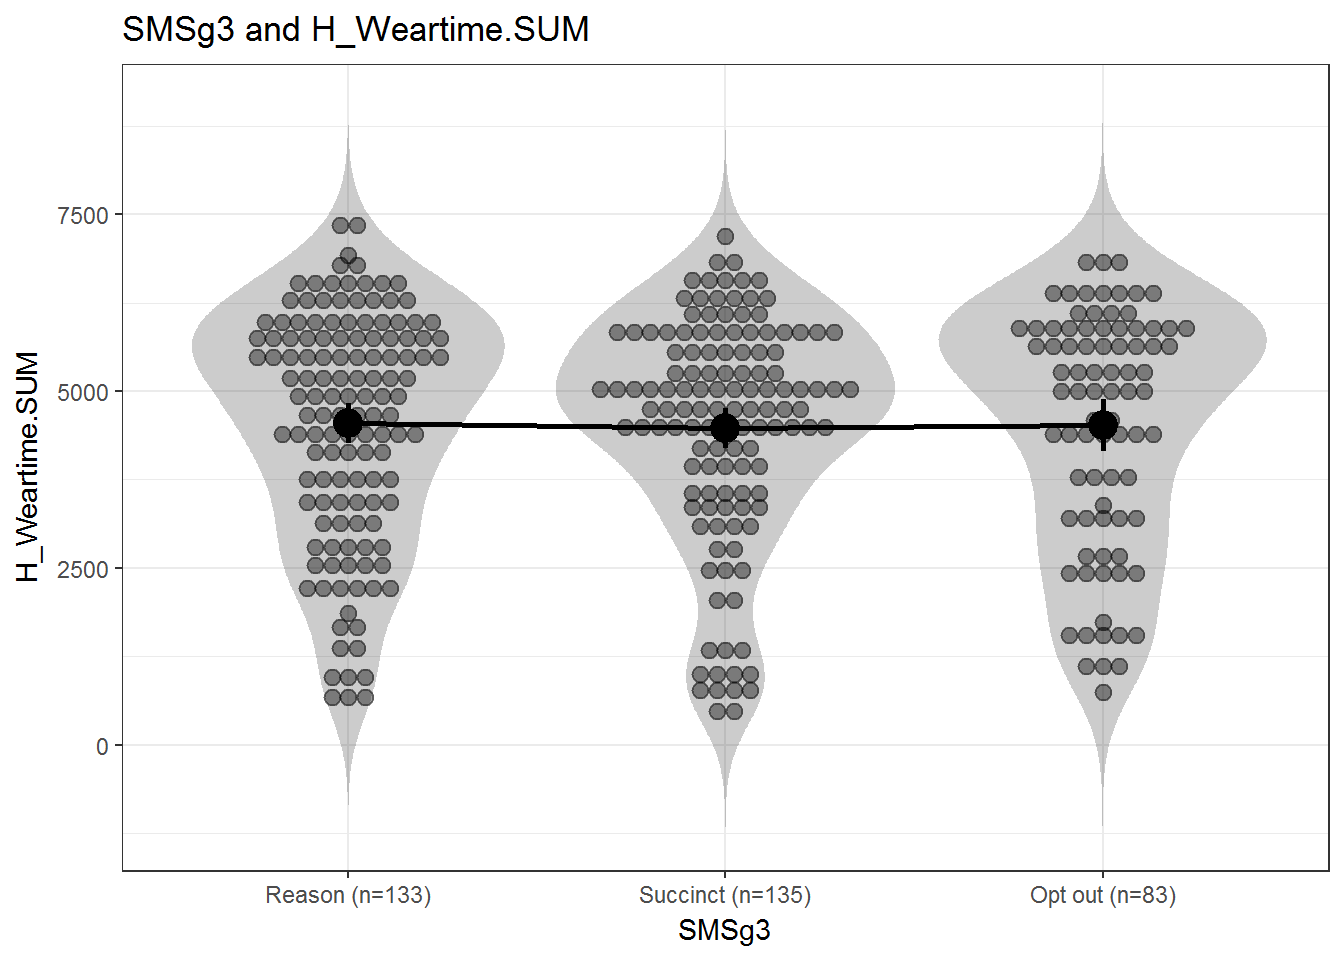 SMSg3 and H_Weartime.SUM
H_Weartime.SUM
7500
5000
2500
0
Reason (n=133)
Succinct (n=135)
Opt out (n=83)
SMSg3